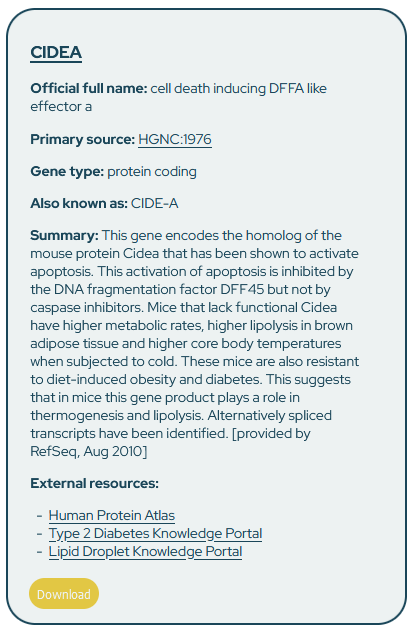 CIDEA
Official full name: cell death inducing DFFA like
effector a
Primary source: HGNC:1976
Gene type: protein coding
Also known as: CIDE-A
Summary: This gene encodes the homolog of the
mouse protein Cidea that has been shown to activate
apoptosis. This activation of apoptosis is inhibited by
the DNA fragmentation factor DFF45 but not by
caspase inhibitors. Mice that lack functional Cidea
have higher metabolic rates, higher lipolysis in brown
adipose tissue and higher core body temperatures
when subjected to cold. These mice are also resistant
to diet-induced obesity and diabetes. This suggests
that in mice this gene product plays a role in
thermogenesis and lipolysis. Alternatively spliced
transcripts have been identified. [provided by
RefSeq, Aug 2010]
External resources:
- Human Protein Atlas
- Type 2 Diabetes Knowledge Portal
- Lipid Droplet Knowledge Portal
Download